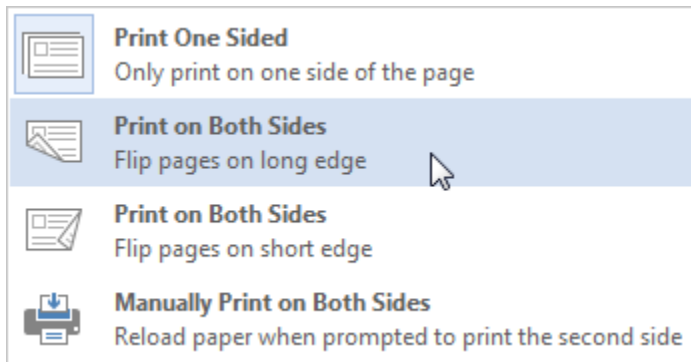 Print One Sided
Only print on one side of the page
Print on Both Sides
Flip pages on long edge
Print on Both Sides
Flip pages on short edge
Manually Print on Both Sides
Reload paper when prompted to print the second side